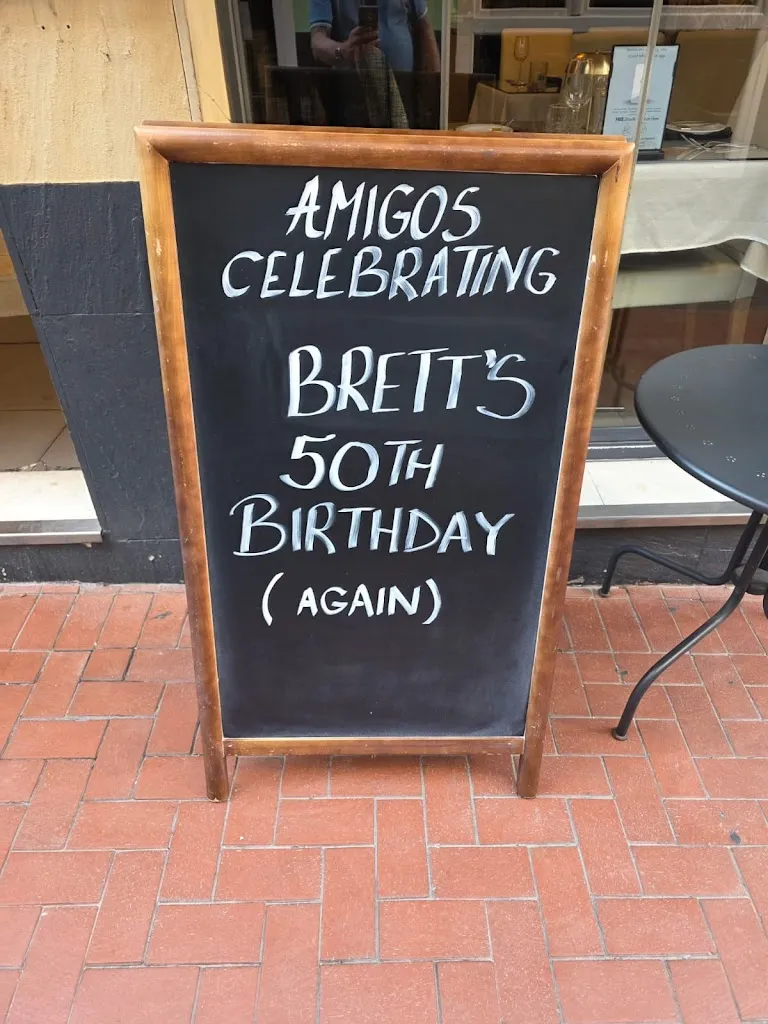 AMIGOS
CELEBRATING
BRETT'S
50TH
BIRTHDAY
(AGAIN)